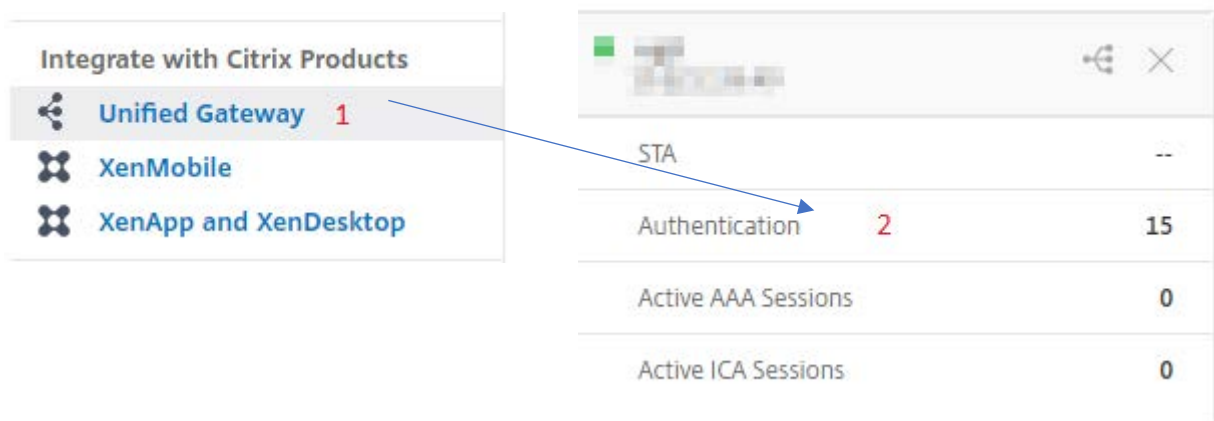 Integrate with Citrix Products
Unified Gateway 1
XenMobile
XenApp and XenDesktop
STA --
Authentication 2 15
Active AAA Sessions 0
Active ICA Sessions 0